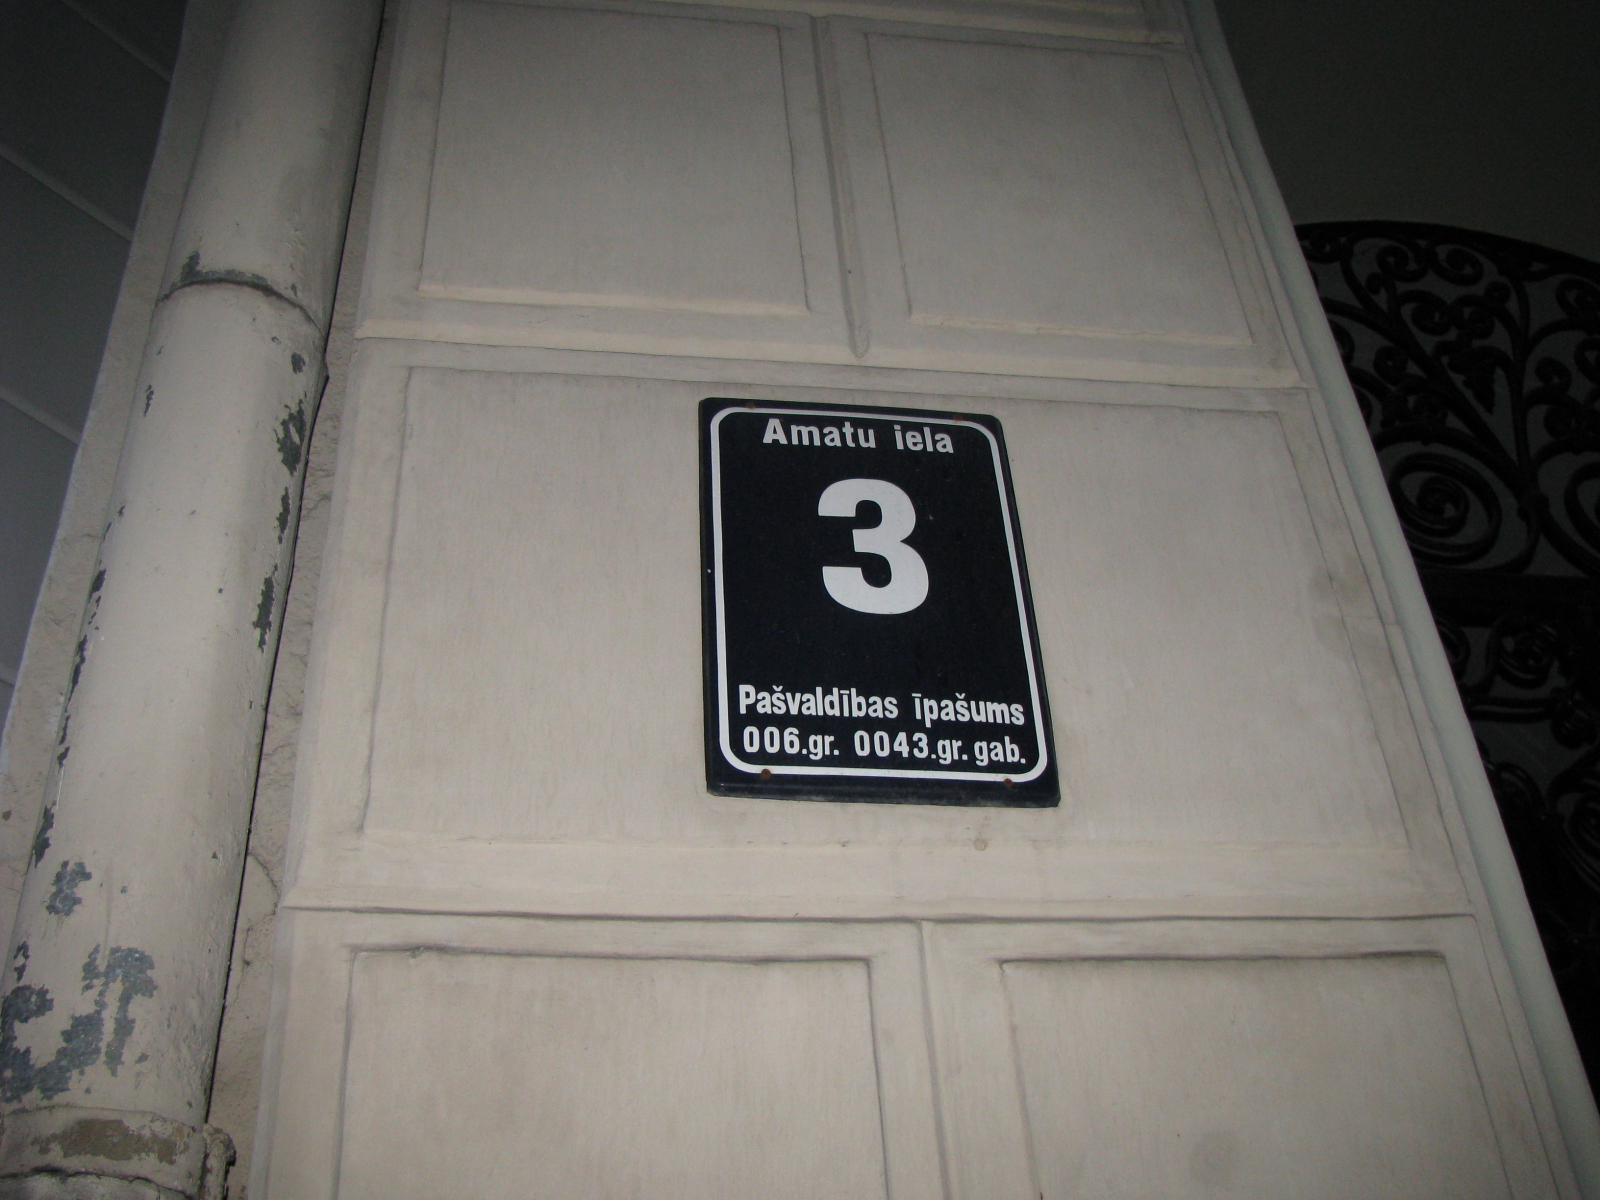 Amatu iela
3
Pašvaldības īpašums
006.gr. 0043.gr. gab.